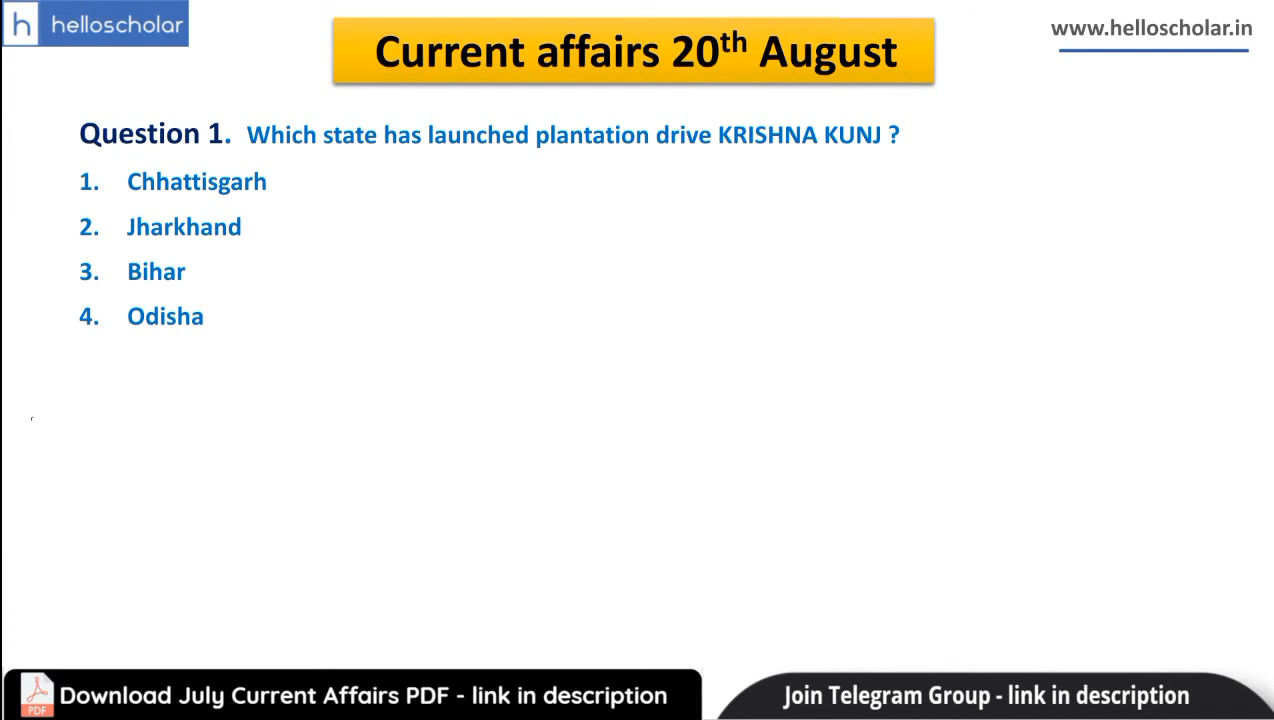 h helloscholar
www.helloscholar.in
Current affairs 20th August
Question 1. Which state has launched plantation drive KRISHNA KUNJ ?
1. Chhattisgarh
2. Jharkhand
3. Bihar
4. Odisha
PDF Download July Current Affairs PDF - link in description
Join Telegram Group - link in description